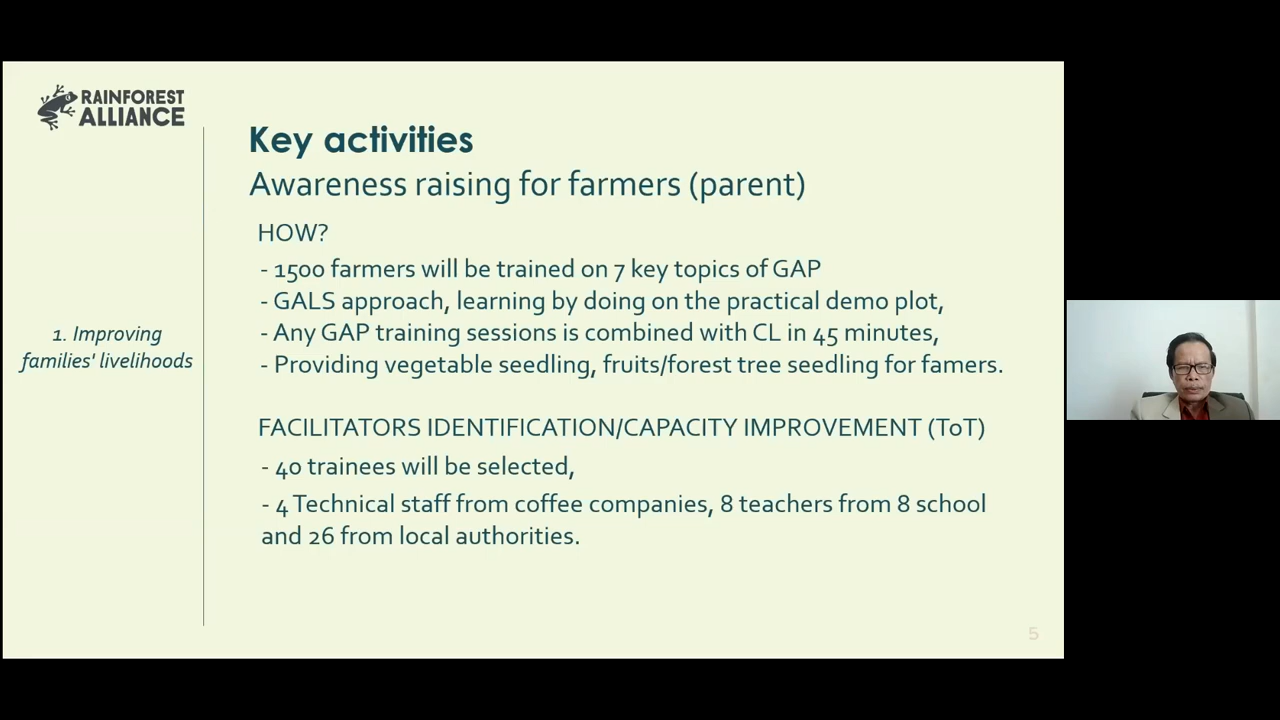 RAINFOREST
ALLIANCE
1. Improving
families' livelihoods
Key activities
Awareness raising for farmers (parent)
HOW?
- 1500 farmers will be trained on 7 key topics of GAP
- GALS approach, learning by doing on the practical demo plot,
- Any GAP training sessions is combined with CL in 45 minutes,
- Providing vegetable seedling, fruits/forest tree seedling for famers.
FACILITATORS IDENTIFICATION/CAPACITY IMPROVEMENT (ToT)
- 40 trainees will be selected,
- 4 Technical staff from coffee companies, 8 teachers from 8 school
and 26 from local authorities.
5